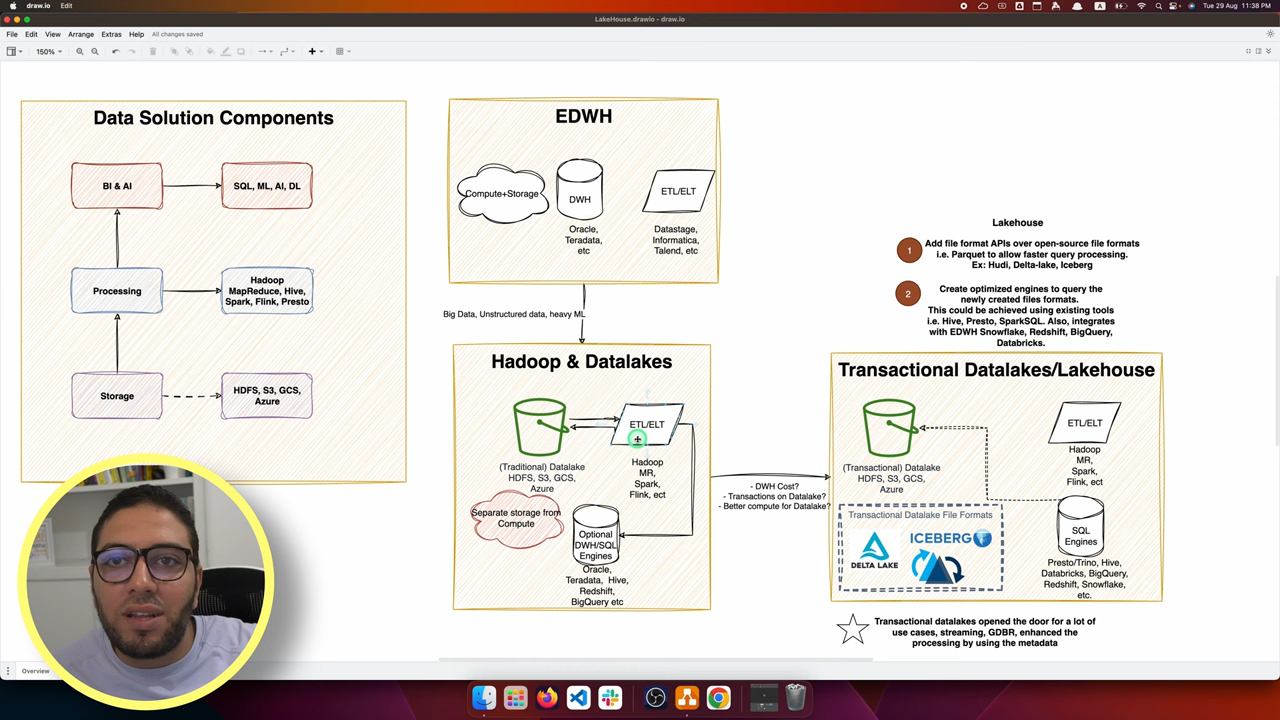 draw.io
Edit
Tue 29 Aug 11:38 PM
LakeHouse.drawio - draw.io
File Edit View Arrange Extras Help All changes saved
150%
Data Solution Components
BI & AI
SQL, ML, AI, DL
Processing
Hadoop
MapReduce, Hive,
Spark, Flink, Presto
Storage
HDFS, S3, GCS,
Azure
EDWH
Compute+Storage
DWH
Oracle,
Teradata,
etc
ETL/ELT
Datastage,
Informatica,
Talend, etc
Big Data, Unstructured data, heavy ML
Hadoop & Datalakes
ETL/ELT
(Traditional) Datalake
HDFS, S3, GCS,
Azure
Hadoop
MR,
Spark,
Flink, ect
Separate storage from
Compute
Optional
DWH/SQL
Engines
Oracle,
Teradata, Hive,
Redshift,
BigQuery etc
- DWH Cost?
- Transactions on Datalake?
- Better compute for Datalake?
Lakehouse
1
Add file format APIs over open-source file formats
i.e. Parquet to allow faster query processing.
Ex: Hudi, Delta-lake, Iceberg
2
Create optimized engines to query the
newly created files formats.
This could be achieved using existing tools
i.e. Hive, Presto, SparkSQL. Also, integrates
with EDWH Snowflake, Redshift, BigQuery,
Databricks.
Transactional Datalakes/Lakehouse
(Transactional) Datalake
HDFS, S3, GCS,
Azure
ETL/ELT
Hadoop
MR,
Spark,
Flink, ect
Transactional Datalake File Formats
DELTA LAKE
ICEBERG
SQL
Engines
Presto/Trino, Hive,
Databricks, BigQuery,
Redshift, Snowflake,
etc.
Transactional datalakes opened the door for a lot of
use cases, streaming, GDBR, enhanced the
processing by using the metadata
Overview